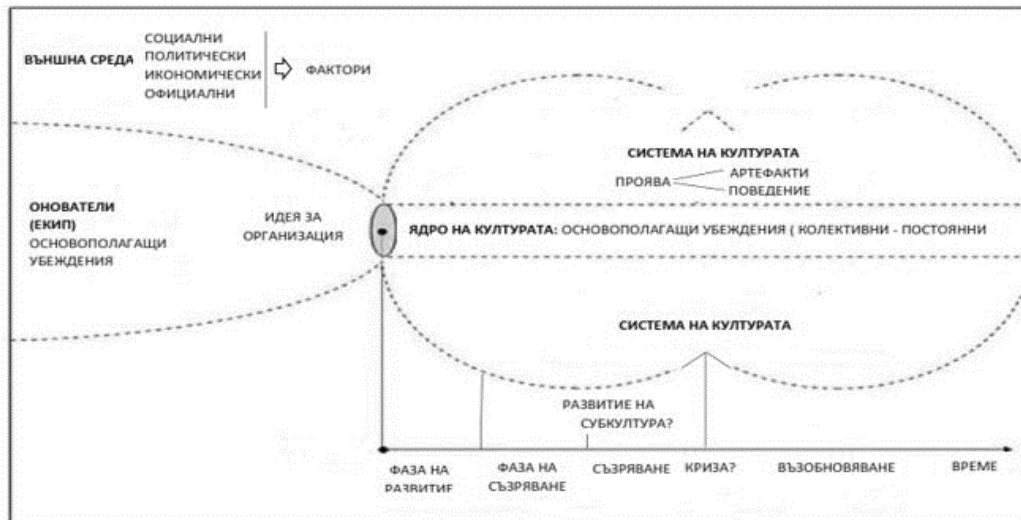 ВЪНШНА СРЕДА
СОЦИАЛНИ
ПОЛИТИЧЕСКИ
ИКОНОМИЧЕСКИ
ОФИЦИАЛНИ
ФАКТОРИ
СИСТЕМА НА КУЛТУРАТА
ПРОЯВА
АРТЕФАКТИ
ПОВЕДЕНИЕ
ОНОВАТЕЛИ
(ЕКИП)
ОСНОВОПОЛАГАЩИ
УБЕЖДЕНИЯ
ИДЕЯ ЗА
ОРГАНИЗАЦИЯ
ЯДРО НА КУЛТУРАТА: ОСНОВОПОЛАГАЩИ УБЕЖДЕНИЯ ( КОЛЕКТИВНИ - ПОСТОЯННИ
СИСТЕМА НА КУЛТУРАТА
РАЗВИТИЕ НА
СУБКУЛТУРА?
ФАЗА НА
РАЗВИТИЕ
ФАЗА НА
СЪЗРЯВАНЕ
СЪЗРЯВАНЕ
КРИЗА?
ВЪЗОБНОВЯВАНЕ
ВРЕМЕ